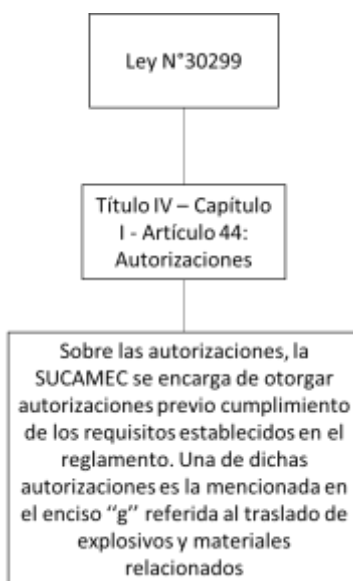 Ley N°30299
Título IV – Capítulo
I - Artículo 44:
Autorizaciones
Sobre las autorizaciones, la
SUCAMEC se encarga de otorgar
autorizaciones previo cumplimiento
de los requisitos establecidos en el
reglamento. Una de dichas
autorizaciones es la mencionada en
el enciso “g” referida al traslado de
explosivos y materiales
relacionados